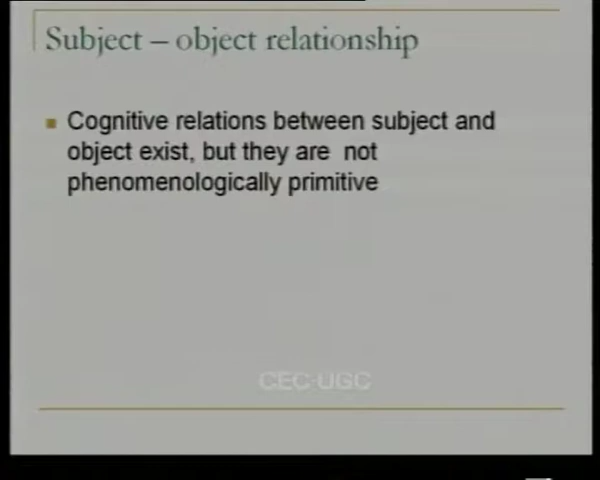 Subject – object relationship
Cognitive relations between subject and
object exist, but they are not
phenomenologically primitive
CEC-UGC